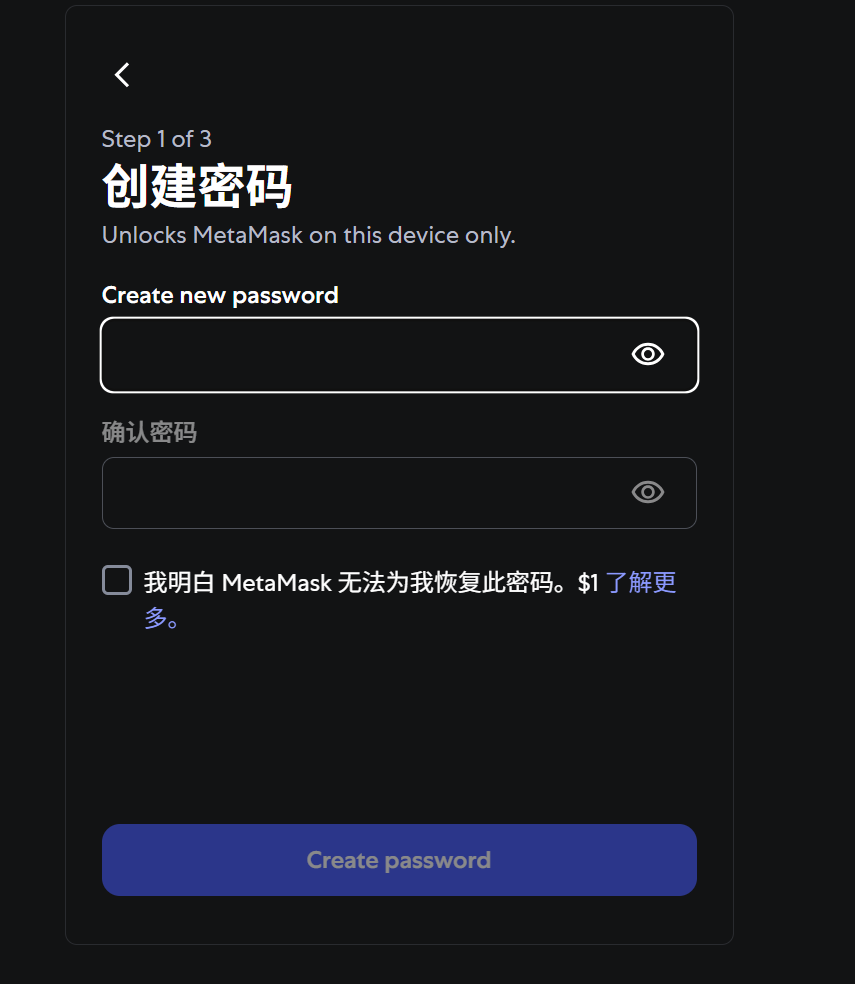 Step 1 of 3
创建密码
Unlocks MetaMask on this device only.
Create new password
确认密码
我明白 MetaMask 无法为我恢复此密码。$1 了解更
多。
Create password